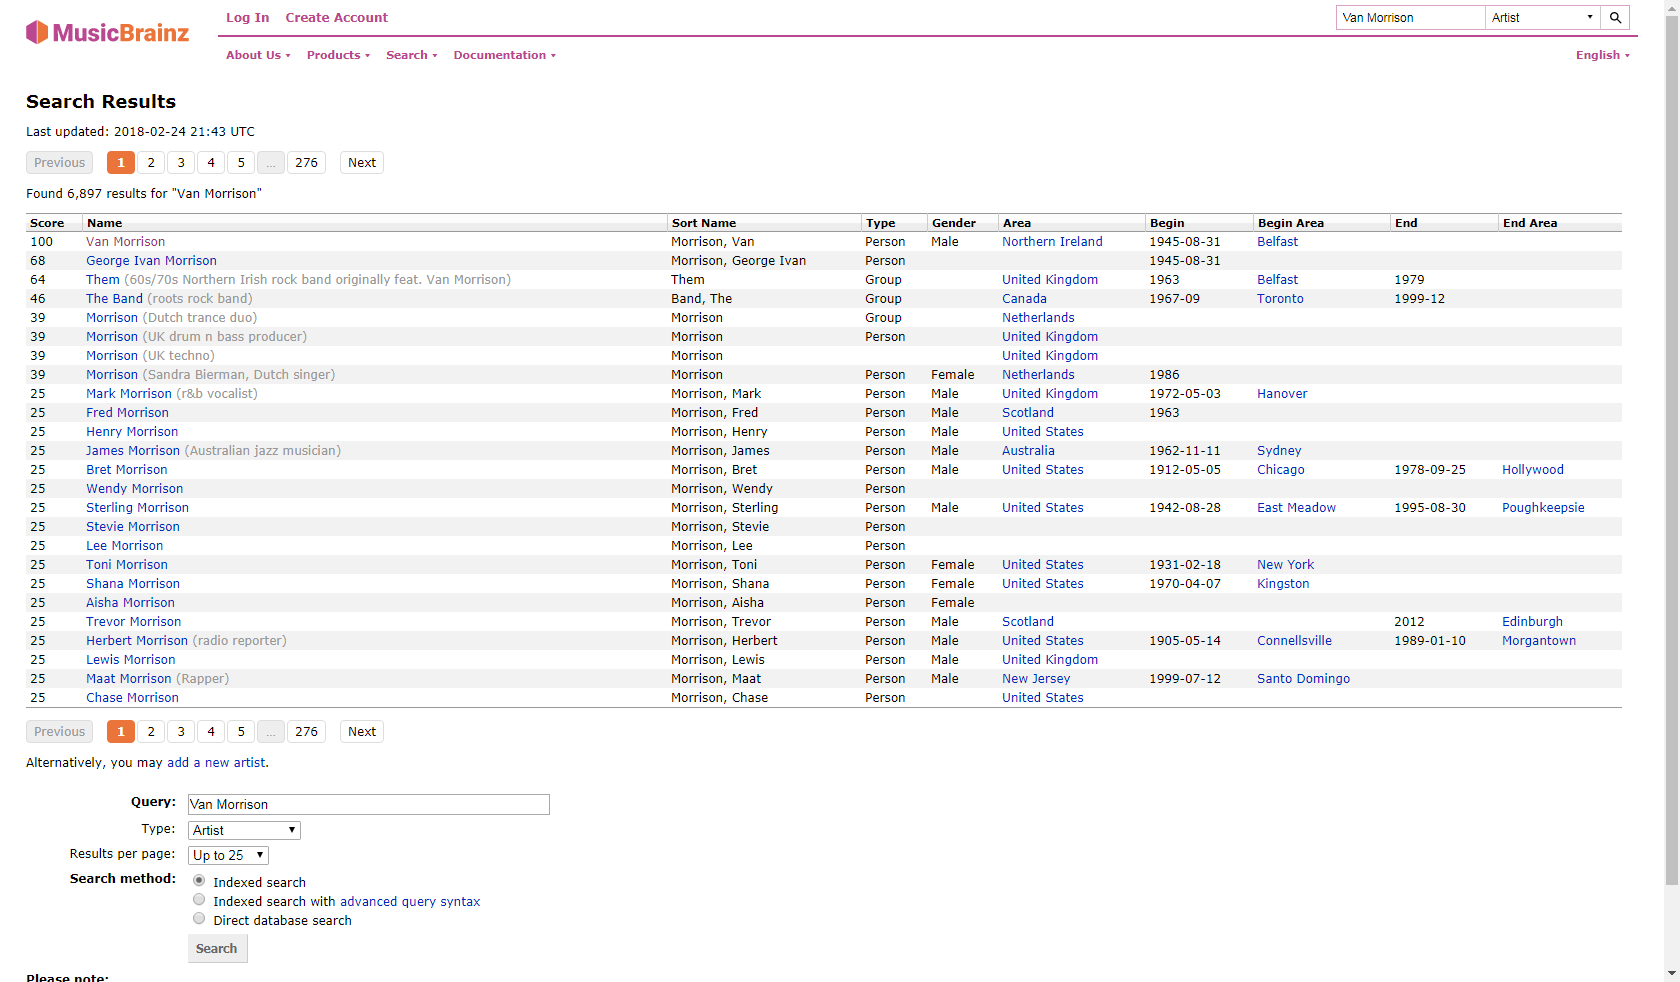 MusicBrainz
Log In Create Account
Van Morrison Artist
About Us Products Search Documentation English
Search Results
Last updated: 2018-02-24 21:43 UTC
Previous 1 2 3 4 5 ... 276 Next
Found 6,897 results for "Van Morrison"
Score Name Sort Name Type Gender Area Begin Begin Area End End Area
100 Van Morrison Morrison, Van Person Male Northern Ireland 1945-08-31 Belfast
68 George Ivan Morrison Morrison, George Ivan Person 1945-08-31
64 Them (60s/70s Northern Irish rock band originally feat. Van Morrison) Them Group United Kingdom 1963 Belfast 1979
46 The Band (roots rock band) Band, The Group Canada 1967-09 Toronto 1999-12
39 Morrison (Dutch trance duo) Morrison Group Netherlands
39 Morrison (UK drum n bass producer) Morrison Person United Kingdom
39 Morrison (UK techno) Morrison United Kingdom
39 Morrison (Sandra Bierman, Dutch singer) Morrison Person Female Netherlands 1986
25 Mark Morrison (r&b vocalist) Morrison, Mark Person Male United Kingdom 1972-05-03 Hanover
25 Fred Morrison Morrison, Fred Person Male Scotland 1963
25 Henry Morrison Morrison, Henry Person Male United States
25 James Morrison (Australian jazz musician) Morrison, James Person Male Australia 1962-11-11 Sydney
25 Bret Morrison Morrison, Bret Person Male United States 1912-05-05 Chicago 1978-09-25 Hollywood
25 Wendy Morrison Morrison, Wendy Person
25 Sterling Morrison Morrison, Sterling Person Male United States 1942-08-28 East Meadow 1995-08-30 Poughkeepsie
25 Stevie Morrison Morrison, Stevie Person
25 Lee Morrison Morrison, Lee Person
25 Toni Morrison Morrison, Toni Person Female United States 1931-02-18 New York
25 Shana Morrison Morrison, Shana Person Female United States 1970-04-07 Kingston
25 Aisha Morrison Morrison, Aisha Person Female
25 Trevor Morrison Morrison, Trevor Person Male Scotland 2012 Edinburgh
25 Herbert Morrison (radio reporter) Morrison, Herbert Person Male United States 1905-05-14 Connellsville 1989-01-10 Morgantown
25 Lewis Morrison Morrison, Lewis Person Male United Kingdom
25 Maat Morrison (Rapper) Morrison, Maat Person Male New Jersey 1999-07-12 Santo Domingo
25 Chase Morrison Morrison, Chase Person United States
Previous 1 2 3 4 5 ... 276 Next
Alternatively, you may add a new artist.
Query: Van Morrison
Type: Artist
Results per page: Up to 25
Search method: Indexed search
Indexed search with advanced query syntax
Direct database search
Search
Please note: